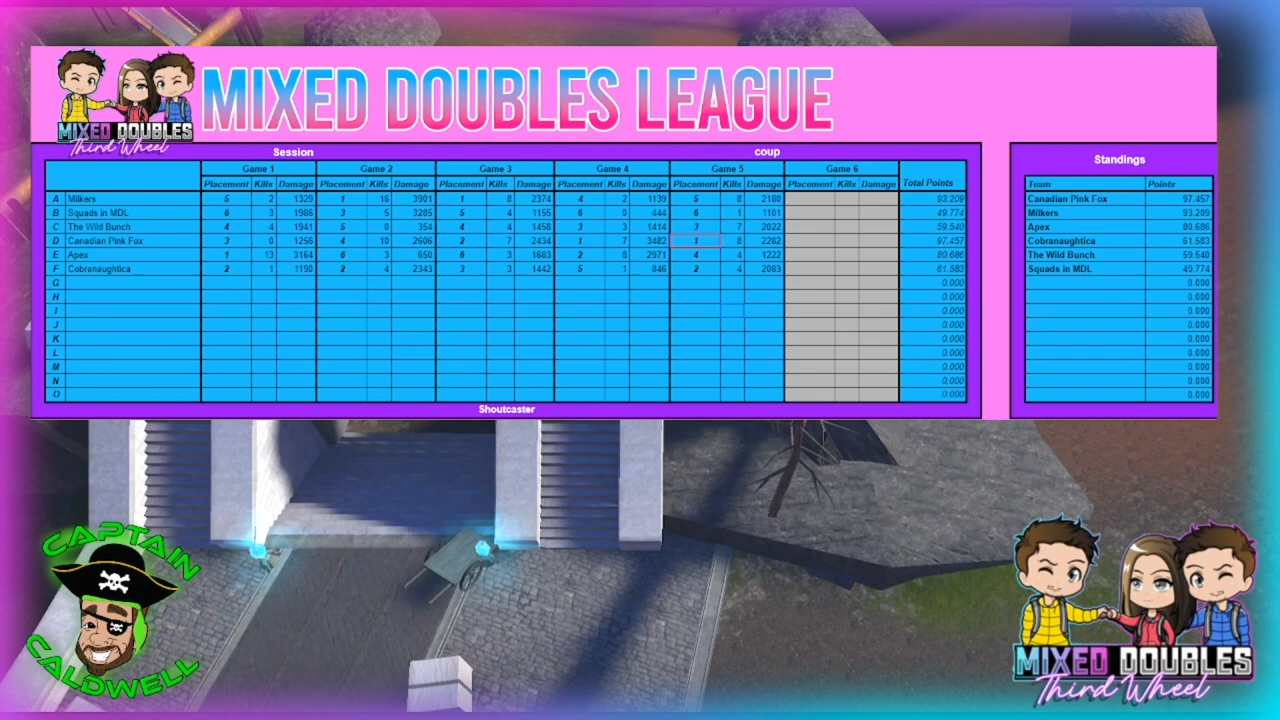 MIXED DOUBLES LEAGUE
MIXED DOUBLES
Third Wheel
Session coup
Game 1 Game 2 Game 3 Game 4 Game 5 Game 6
Placement Kills Damage Placement Kills Damage Placement Kills Damage Placement Kills Damage Placement Kills Damage Placement Kills Damage Total Points
A Milkers 5 2 1329 1 16 3901 1 8 2374 4 2 1139 5 8 2180 93.209
B Squads in MDL 6 3 1986 3 5 3285 5 4 1155 6 0 444 6 1 1101 49.774
C The Wild Bunch 4 4 1941 5 0 354 4 4 1458 3 3 1414 3 7 2022 59.540
D Canadian Pink Fox 3 0 1256 4 10 2606 2 7 2434 1 7 3482 1 8 2282 97.457
E Apex 1 13 3164 6 3 650 6 3 1683 2 8 2971 4 4 1222 80.686
F Cobranaughtica 2 1 1190 2 4 2343 3 3 1442 5 1 846 2 4 2083 61.583
G 0.000
H 0.000
I 0.000
J 0.000
K 0.000
L 0.000
M 0.000
N 0.000
O 0.000
Shoutcaster
Standings
Team Points
Canadian Pink Fox 97.457
Milkers 93.209
Apex 80.686
Cobranaughtica 61.583
The Wild Bunch 59.540
Squads in MDL 49.774
0.000
0.000
0.000
0.000
0.000
0.000
0.000
0.000
0.000
CAPTAIN
CALDWELL
MIXED DOUBLES
Third Wheel